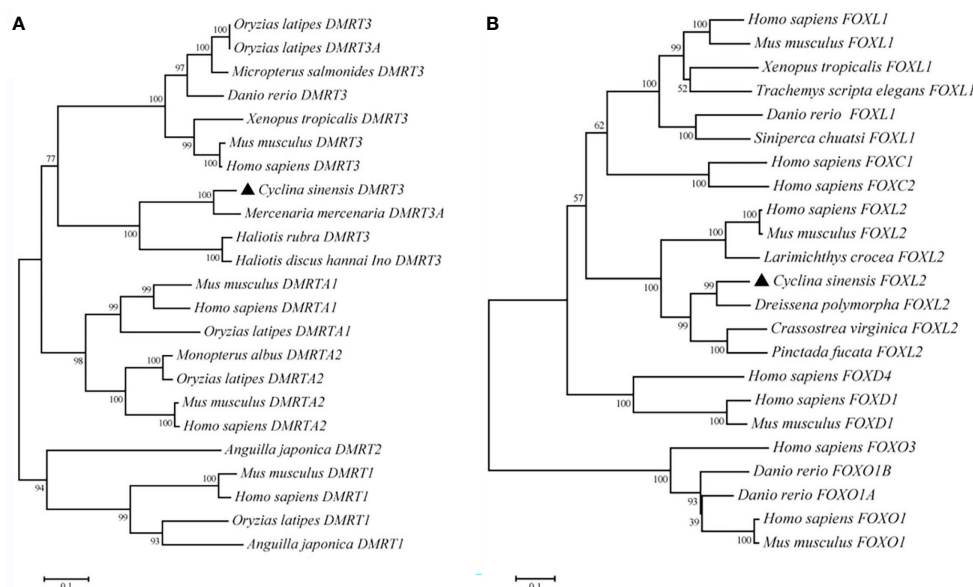 A
100
Oryzias latipes DMRT3
Oryzias latipes DMRT3A
100
Micropterus salmonides DMRT3
97
Danio rerio DMRT3
100
Xenopus tropicalis DMRT3
99
Mus musculus DMRT3
100
Homo sapiens DMRT3
77
100
Cyclina sinensis DMRT3
Mercenaria mercenaria DMRT3A
100
Haliotis rubra DMRT3
100
Haliotis discus hannai Ino DMRT3
99
Mus musculus DMRTA1
99
Homo sapiens DMRTA1
Oryzias latipes DMRTA1
98
100
Monopterus albus DMRTA2
Oryzias latipes DMRTA2
100
Mus musculus DMRTA2
100
Homo sapiens DMRTA2
Anguilla japonica DMRT2
94
100
Mus musculus DMRT1
Homo sapiens DMRT1
99
Oryzias latipes DMRT1
93
Anguilla japonica DMRT1
0.1
B
100
Homo sapiens FOXL1
99
Mus musculus FOXL1
Xenopus tropicalis FOXL1
52
Trachemys scripta elegans FOXL1
100
Danio rerio FOXL1
100
Siniperca chuatsi FOXL1
62
Homo sapiens FOXC1
100
Homo sapiens FOXC2
57
100
Homo sapiens FOXL2
Mus musculus FOXL2
100
Larimichthys crocea FOXL2
100
99
Cyclina sinensis FOXL2
Dreissena polymorpha FOXL2
99
Crassostrea virginica FOXL2
100
Pinctada fucata FOXL2
Homo sapiens FOXD4
100
Homo sapiens FOXD1
100
Mus musculus FOXD1
Homo sapiens FOXO3
100
Danio rerio FOXO1B
93
Danio rerio FOXO1A
39
Homo sapiens FOXO1
100
Mus musculus FOXO1
0.1